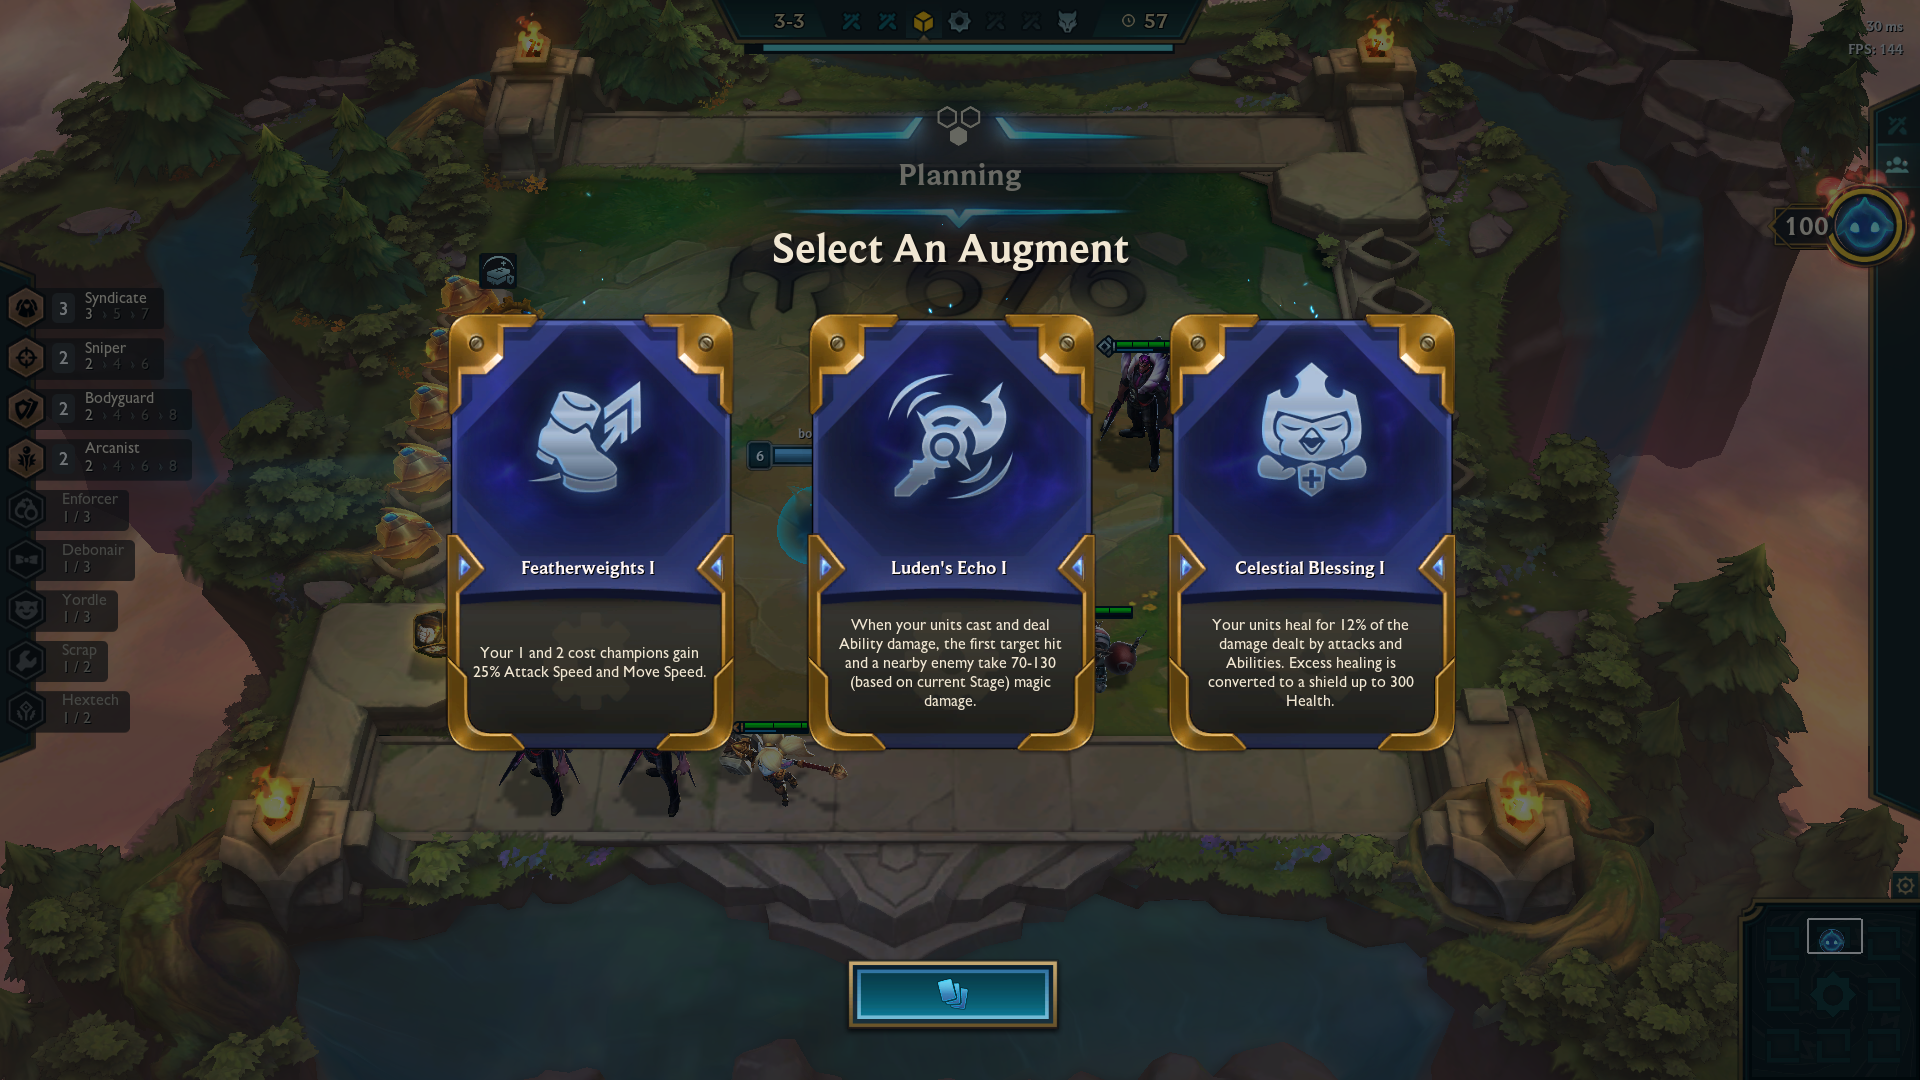 3-3
57
30 ms
FPS: 144
Planning
Select An Augment
100
3 Syndicate
3 › 5 › 7
2 Sniper
2 › 4 › 6
2 Bodyguard
2 › 4 › 6 › 8
2 Arcanist
2 › 4 › 6 › 8
Enforcer
1 / 3
Debonair
1 / 3
Yordle
1 / 3
Scrap
1 / 2
Hextech
1 / 2
676
6
Featherweights I
Your 1 and 2 cost champions gain
25% Attack Speed and Move Speed.
Luden's Echo I
When your units cast and deal
Ability damage, the first target hit
and a nearby enemy take 70-130
(based on current Stage) magic
damage.
Celestial Blessing I
Your units heal for 12% of the
damage dealt by attacks and
Abilities. Excess healing is
converted to a shield up to 300
Health.